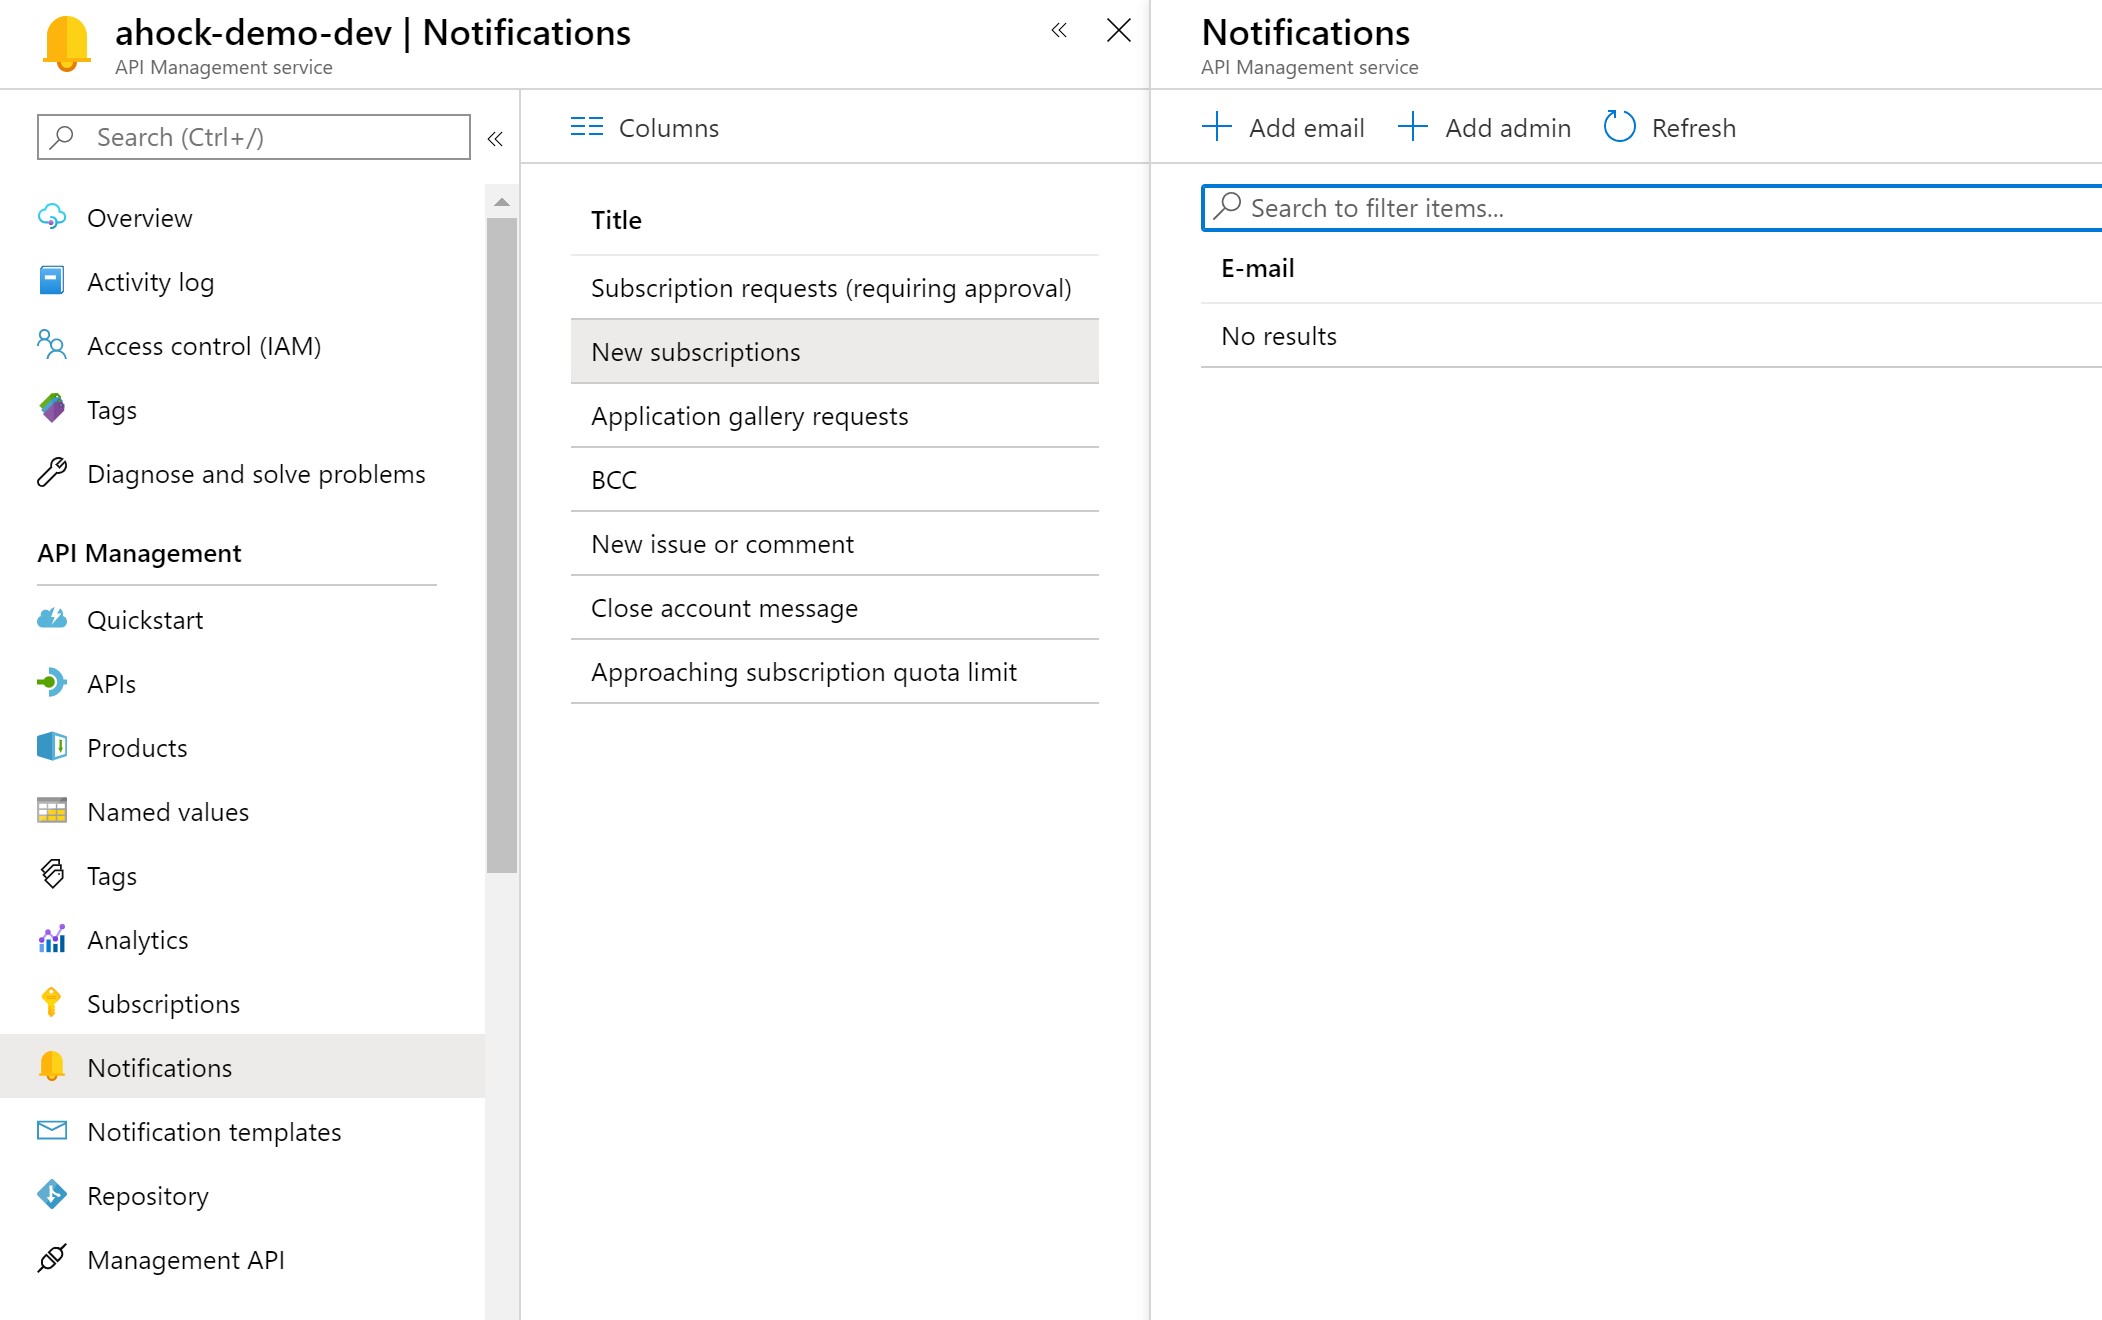 ahock-demo-dev | Notifications
API Management service
Search (Ctrl+/)
Overview
Activity log
Access control (IAM)
Tags
Diagnose and solve problems
API Management
Quickstart
APIs
Products
Named values
Tags
Analytics
Subscriptions
Notifications
Notification templates
Repository
Management API
Columns
Title
Subscription requests (requiring approval)
New subscriptions
Application gallery requests
BCC
New issue or comment
Close account message
Approaching subscription quota limit
Notifications
API Management service
Add email
Add admin
Refresh
Search to filter items...
E-mail
No results